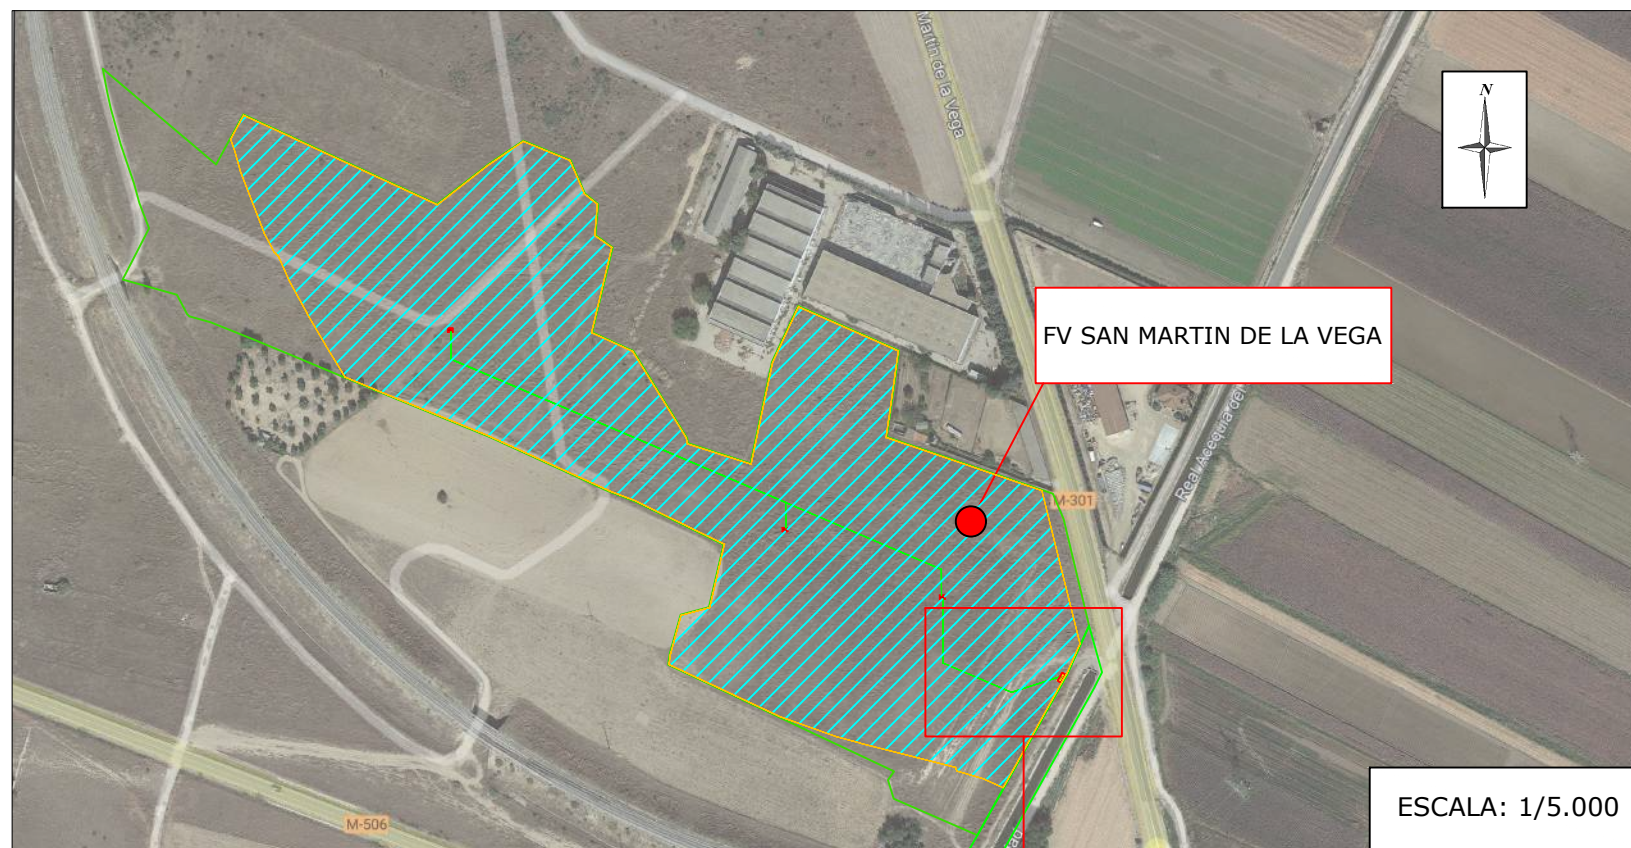 Martín de la Vega
N
FV SAN MARTIN DE LA VEGA
Real Acequia del
M-301
M-506
ESCALA: 1/5.000